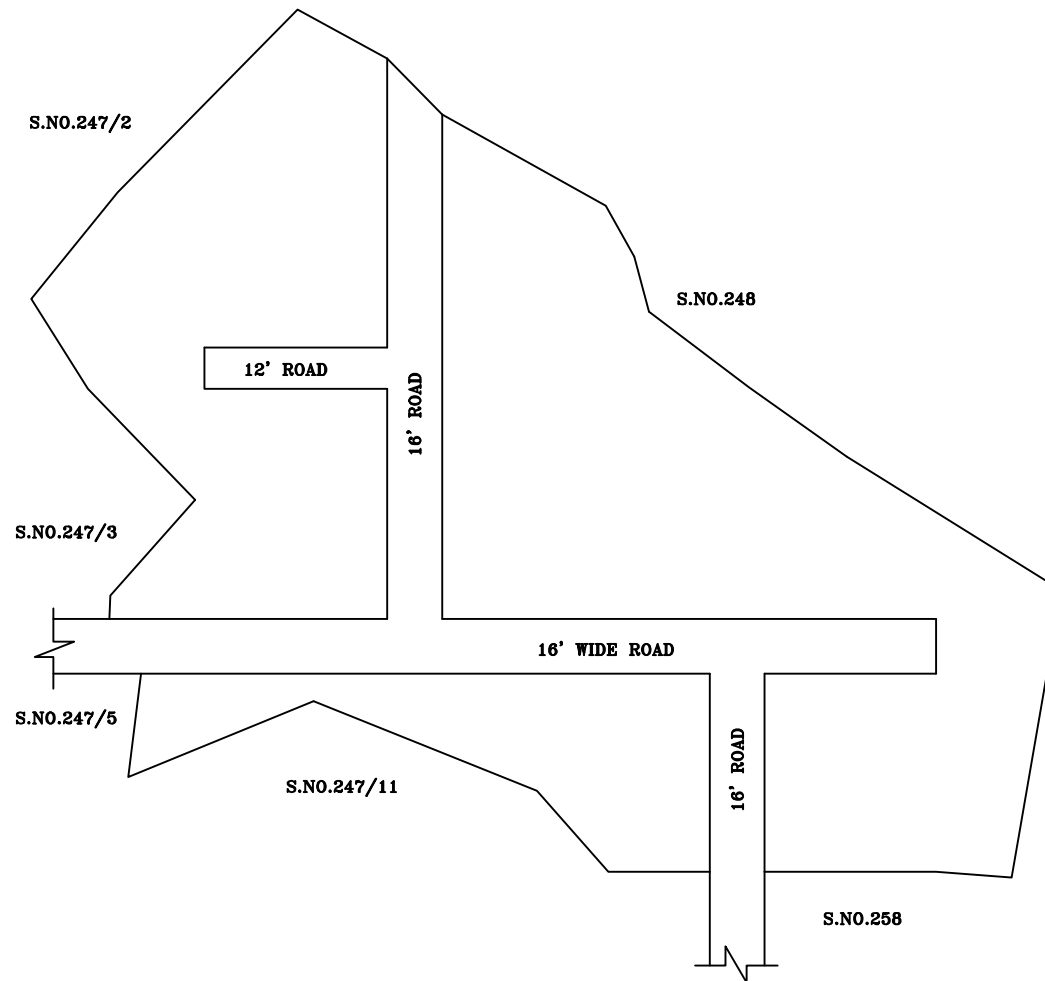 S.NO.247/2
S.NO.248
12' ROAD
16' ROAD
S.NO.247/3
16' WIDE ROAD
S.NO.247/5
16' ROAD
S.NO.247/11
S.NO.258